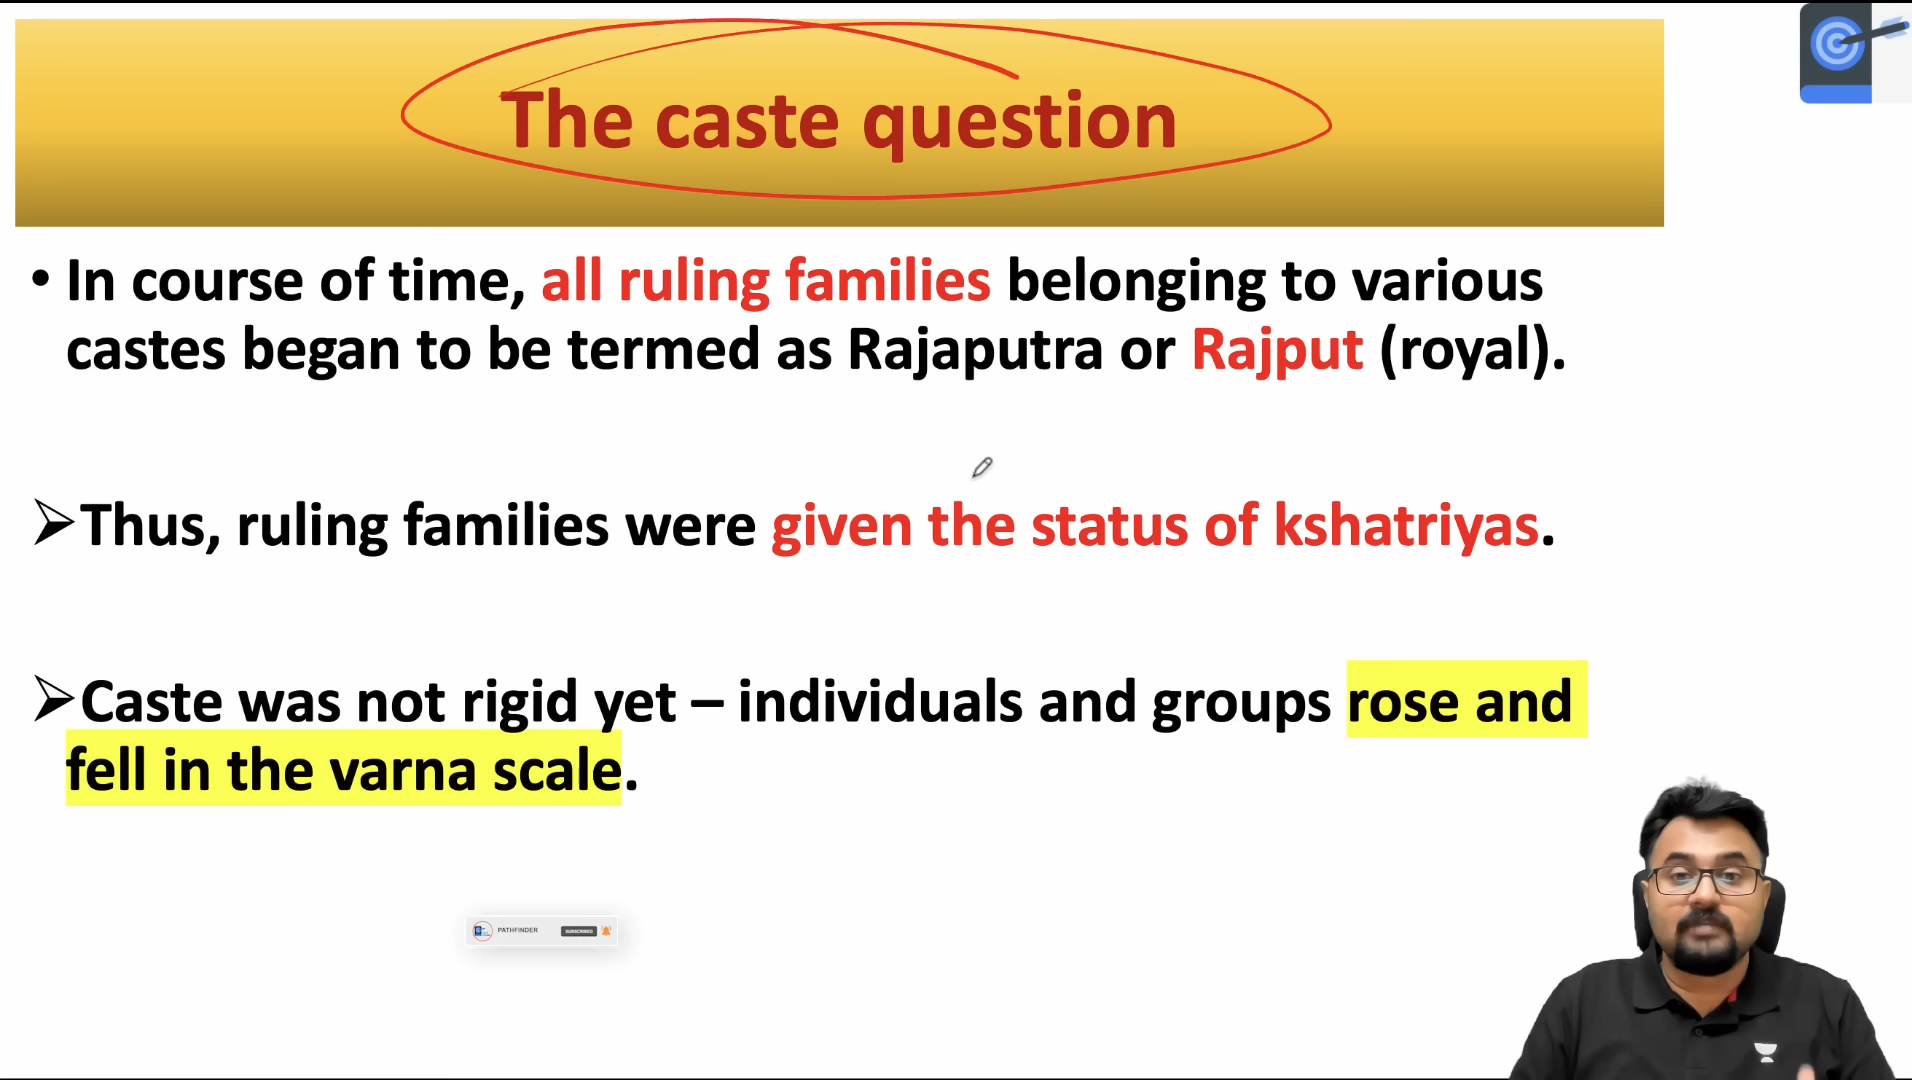 The caste question
• In course of time, all ruling families belonging to various
castes began to be termed as Rajaputra or Rajput (royal).
➢Thus, ruling families were given the status of kshatriyas.
➢Caste was not rigid yet – individuals and groups rose and
fell in the varna scale.
PATHFINDER SUBSCRIBED